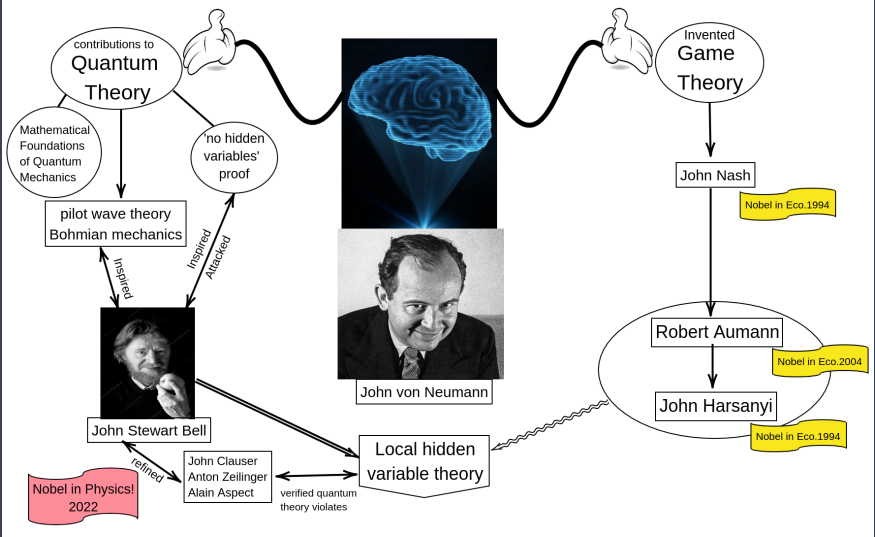 contributions to
Quantum
Theory
Mathematical
Foundations
of Quantum
Mechanics
'no hidden
variables'
proof
pilot wave theory
Bohmian mechanics
Inspired
Inspired
Attacked
John Stewart Bell
refined
Nobel in Physics!
2022
John Clauser
Anton Zeilinger
Alain Aspect
verified quantum
theory violates
Local hidden
variable theory
John von Neumann
Invented
Game
Theory
John Nash
Nobel in Eco.1994
Robert Aumann
Nobel in Eco.2004
John Harsanyi
Nobel in Eco.1994